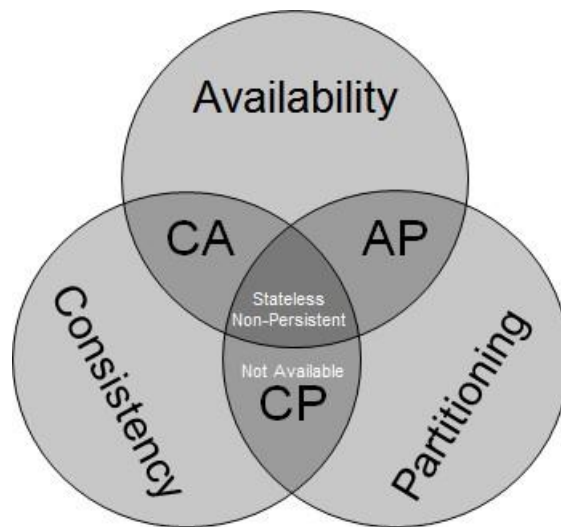 Availability
CA
AP
Stateless
Non-Persistent
Not Available
CP
Consistency
Partitioning